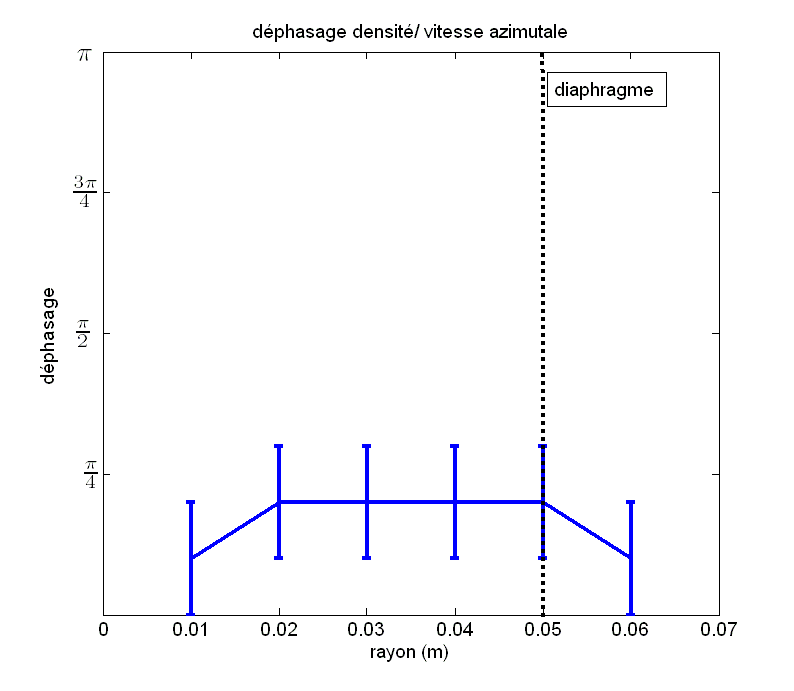 déphasage densité/ vitesse azimutale
π
diaphragme
3π/4
π/2
déphasage
π/4
0 0.01 0.02 0.03 0.04 0.05 0.06 0.07
rayon (m)